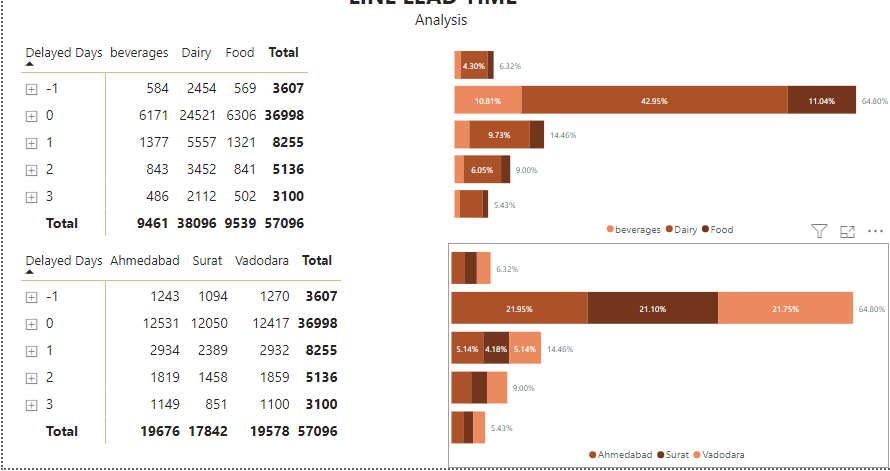 LINE LEAD TIME
Analysis
Delayed Days beverages Dairy Food Total
-1 584 2454 569 3607
0 6171 24521 6306 36998
1 1377 5557 1321 8255
2 843 3452 841 5136
3 486 2112 502 3100
Total 9461 38096 9539 57096
4.30% 6.32%
10.81% 42.95% 11.04% 64.80%
9.73% 14.46%
6.05% 9.00%
5.43%
beverages Dairy Food
Delayed Days Ahmedabad Surat Vadodara Total
-1 1243 1094 1270 3607
0 12531 12050 12417 36998
1 2934 2389 2932 8255
2 1819 1458 1859 5136
3 1149 851 1100 3100
Total 19676 17842 19578 57096
6.32%
21.95% 21.10% 21.75% 64.80%
5.14% 4.18% 5.14% 14.46%
9.00%
5.43%
Ahmedabad Surat Vadodara